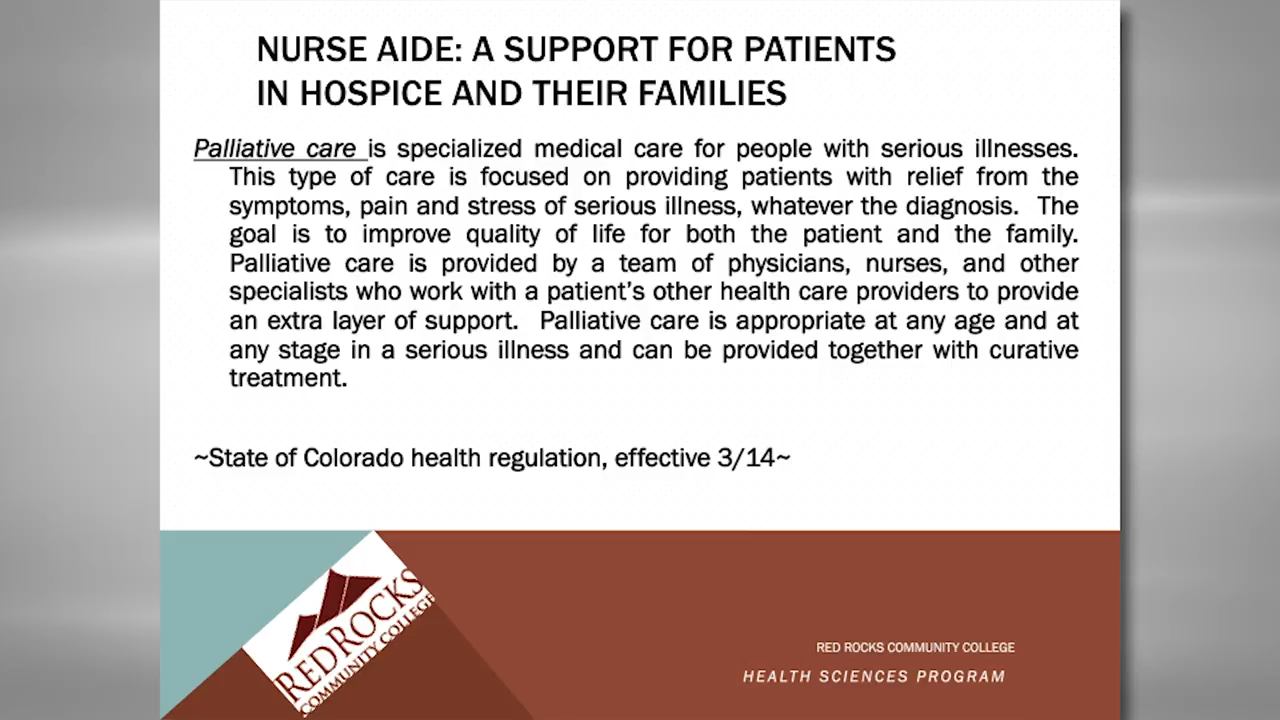 NURSE AIDE: A SUPPORT FOR PATIENTS
IN HOSPICE AND THEIR FAMILIES
Palliative care is specialized medical care for people with serious illnesses.
This type of care is focused on providing patients with relief from the
symptoms, pain and stress of serious illness, whatever the diagnosis. The
goal is to improve quality of life for both the patient and the family.
Palliative care is provided by a team of physicians, nurses, and other
specialists who work with a patient’s other health care providers to provide
an extra layer of support. Palliative care is appropriate at any age and at
any stage in a serious illness and can be provided together with curative
treatment.
~State of Colorado health regulation, effective 3/14~
RED ROCKS
COMMUNITY COLLEGE
RED ROCKS COMMUNITY COLLEGE
HEALTH SCIENCES PROGRAM